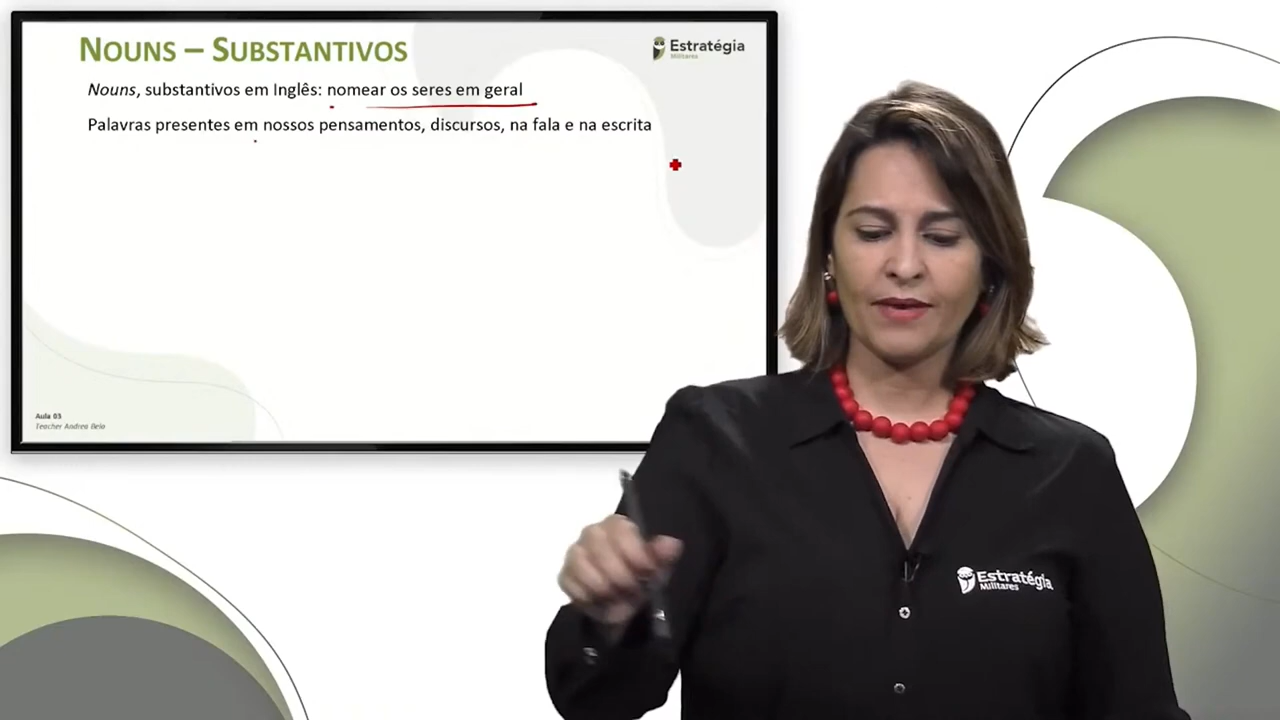 NOUNS – SUBSTANTIVOS
Estratégia
Militares
Nouns, substantivos em Inglês: nomear os seres em geral
Palavras presentes em nossos pensamentos, discursos, na fala e na escrita
Aula 03
Teacher Andrea Belo
Estratégia
Militares